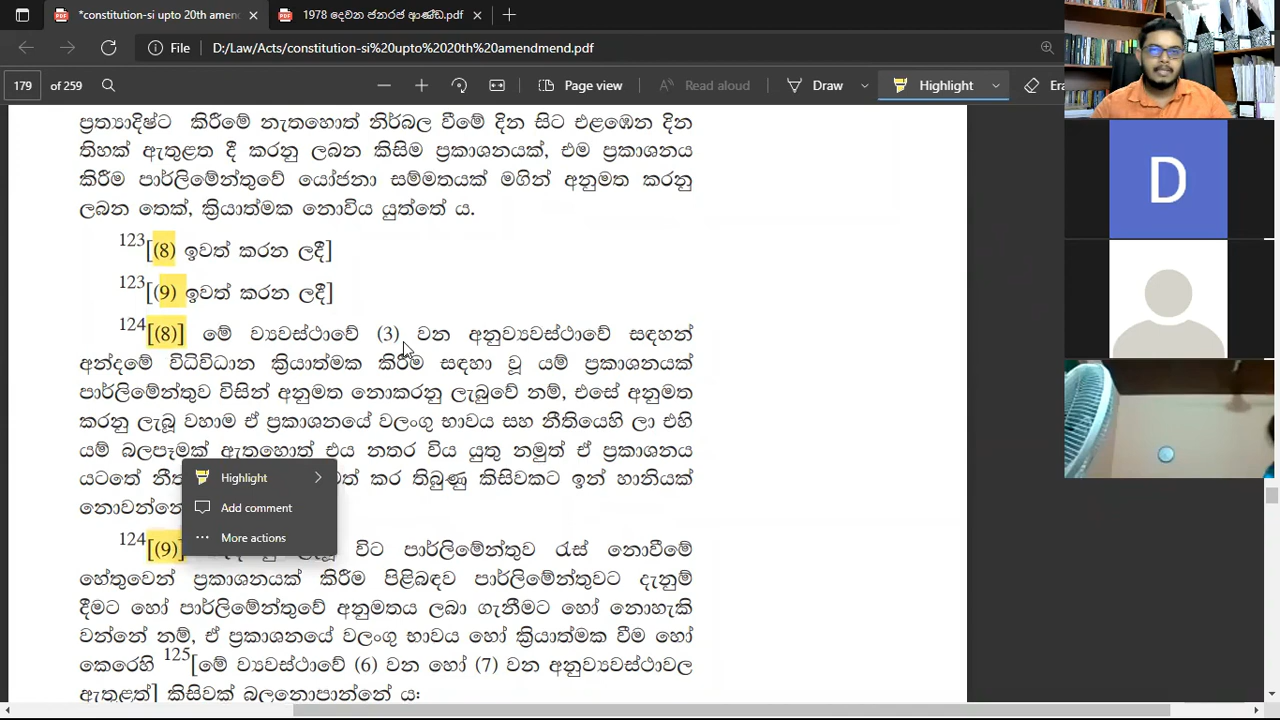 *constitution-si upto 20th amen
1978 දෙවන ජනරජ ආණ්ඩ.pdf
File
D:/Law/Acts/constitution-si%20upto%2020th%20amendmend.pdf
179 of 259
Page view
Read aloud
Draw
Highlight
Era
ප්‍රත්‍යාදිෂ්ට කිරීමේ නැතහොත් නිර්බල වීමේ දින සිට එළඹෙන දින
තිහක් ඇතුළත දී කරනු ලබන කිසිම ප්‍රකාශනයක්, එම ප්‍රකාශනය
කිරීම පාර්ලිමේන්තුවේ යෝජනා සම්මතයක් මගින් අනුමත කරනු
ලබන තෙක්, ක්‍රියාත්මක නොවිය යුත්තේ ය.
123[(8) ඉවත් කරන ලදී]
123[(9) ඉවත් කරන ලදී]
124[(8)] මේ ව්‍යවස්ථාවේ (3) වන අනුව්‍යවස්ථාවේ සඳහන්
අන්දමේ විධිවිධාන ක්‍රියාත්මක කිරීම සඳහා වූ යම් ප්‍රකාශනයක්
පාර්ලිමේන්තුව විසින් අනුමත නොකරනු ලැබුවේ නම්, එසේ අනුමත
කරනු ලැබූ වහාම ඒ ප්‍රකාශනයේ වලංගු භාවය සහ නීතියෙහි ලා එහි
යම් බලපෑමක් ඇතහොත් එය නතර විය යුතු නමුත් ඒ ප්‍රකාශනය
යටතේ කර තිබුණු කිසිවකට ඉන් හානියක්
Highlight
Add comment
More actions
124[(9)] විට පාර්ලිමේන්තුව රැස් නොවීමේ
හේතුවෙන් ප්‍රකාශනයක් කිරීම පිළිබඳව පාර්ලිමේන්තුවට දැනුම්
දීමට හෝ පාර්ලිමේන්තුවේ අනුමතය ලබා ගැනීමට හෝ නොහැකි
වන්නේ නම්, ඒ ප්‍රකාශනයේ වලංගු භාවය හෝ ක්‍රියාත්මක වීම හෝ
කෙරෙහි 125[මේ ව්‍යවස්ථාවේ (6) වන හෝ (7) වන අනුව්‍යවස්ථාවල
ඇතුළත්] කිසිවක් බලනොපාන්නේ ය:
D